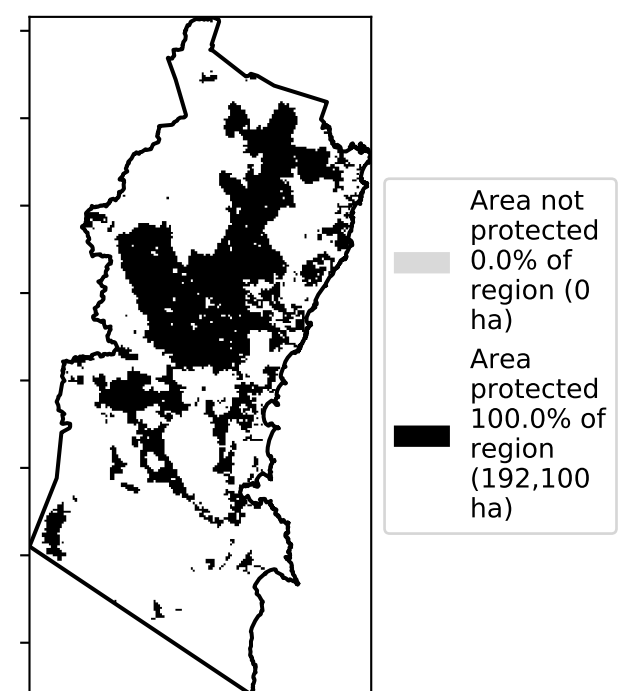 Area not
protected
0.0% of
region (0
ha)
Area
protected
100.0% of
region
(192,100
ha)